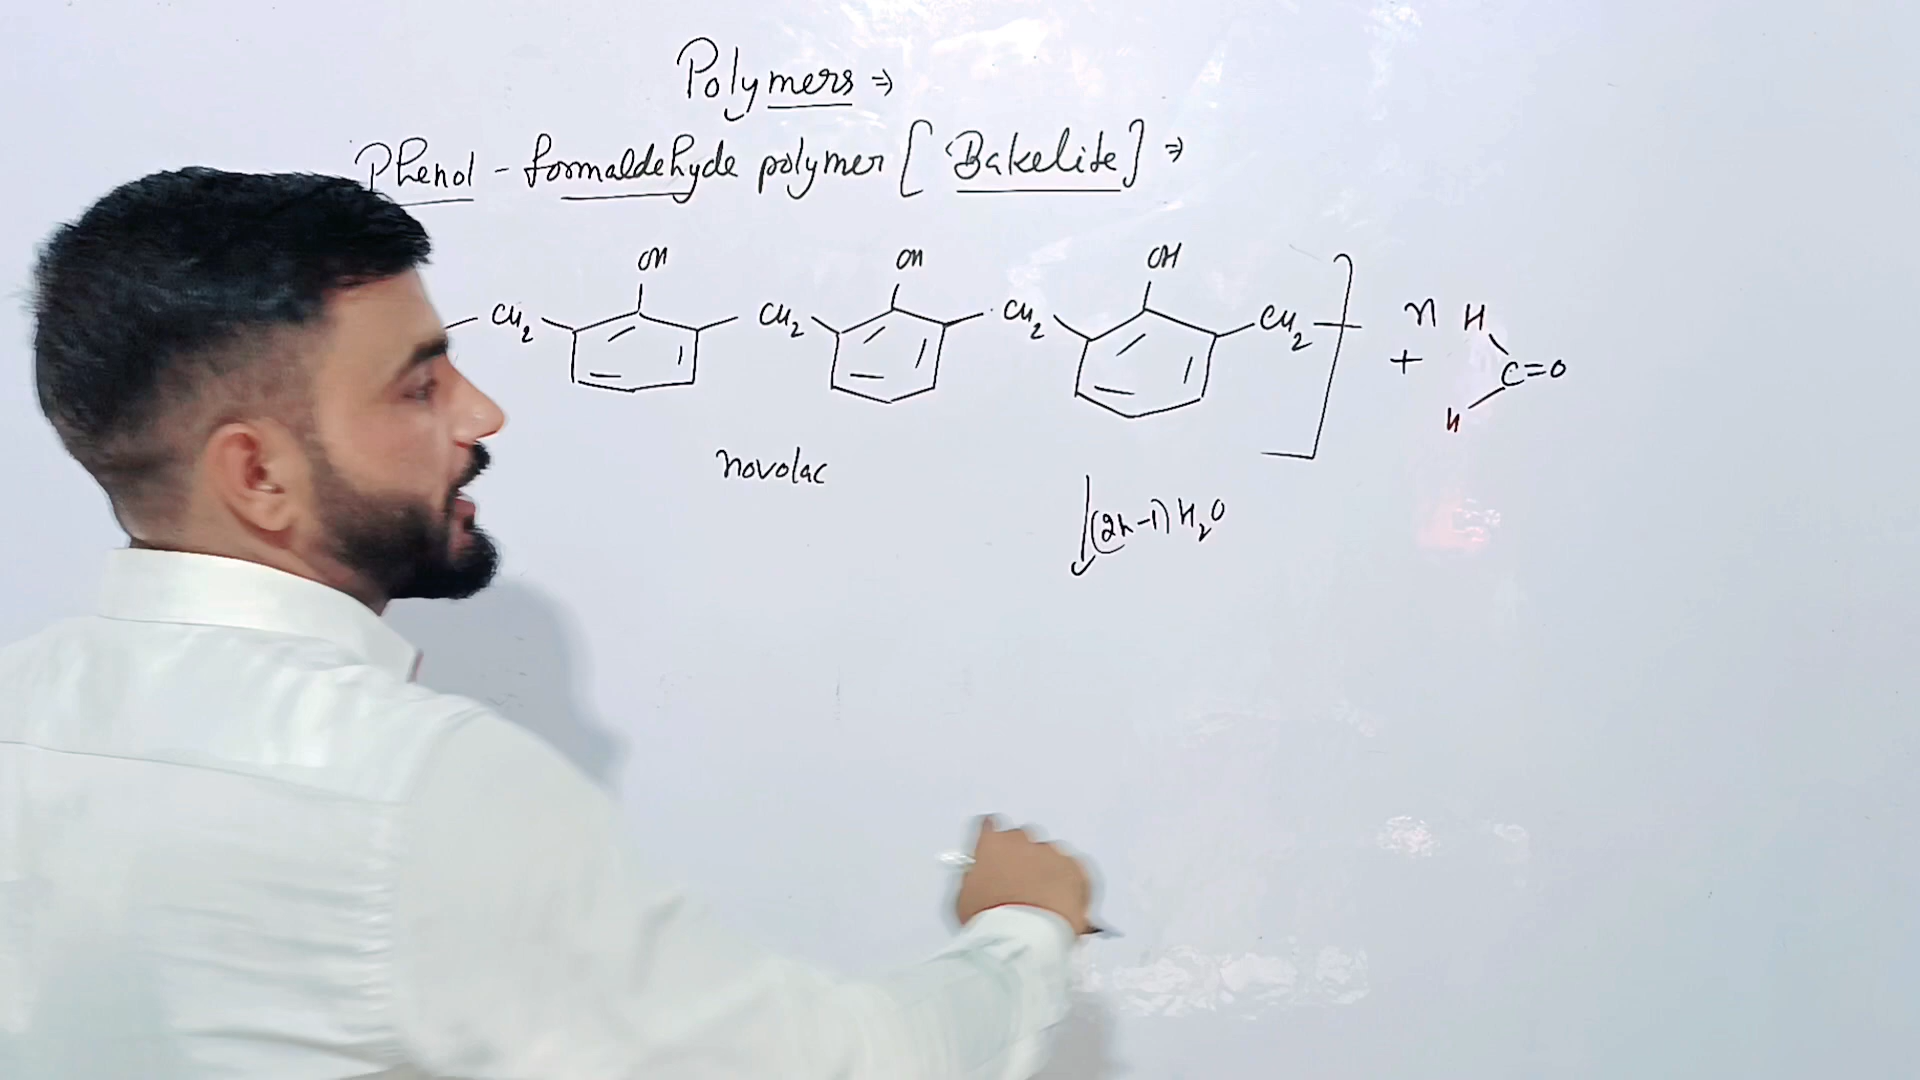 Polymers ⇒
Phenol - formaldehyde polymer [Bakelite] ⇒
OH OH OH
CH2 CH2 CH2 CH2 ] + n H
C=O
H
novolac
(2n-1) H2O